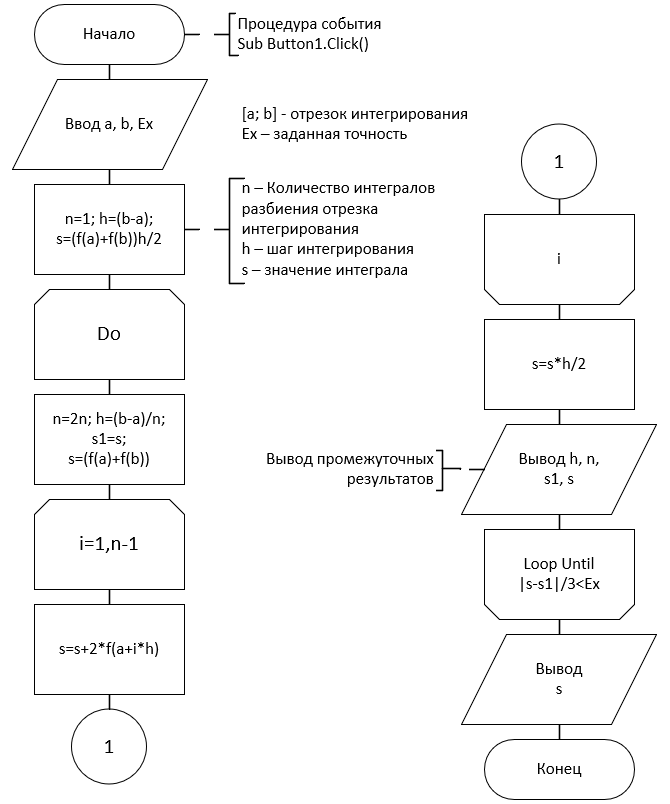 Начало
Процедура события
Sub Button1.Click()
Ввод a, b, Ex
[a; b] - отрезок интегрирования
Ex – заданная точность
n=1; h=(b-a);
s=(f(a)+f(b))h/2
n – Количество интегралов
разбиения отрезка
интегрирования
h – шаг интегрирования
s – значение интеграла
Do
n=2n; h=(b-a)/n;
s1=s;
s=(f(a)+f(b))
i=1,n-1
s=s+2*f(a+i*h)
1
1
i
s=s*h/2
Вывод промежуточных
результатов
Вывод h, n,
s1, s
Loop Until
|s-s1|/3<Ex
Вывод
s
Конец